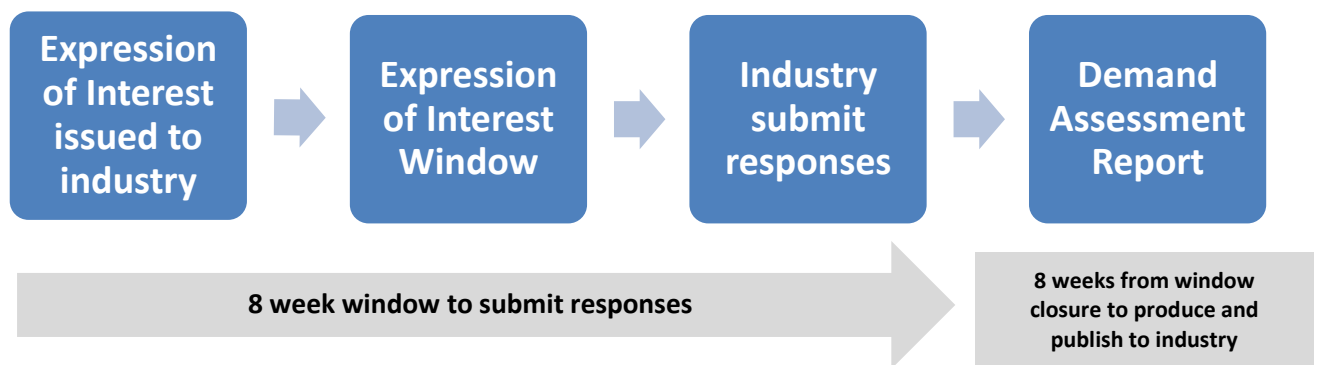 Expression
of Interest
issued to
industry
Expression
of Interest
Window
Industry
submit
responses
Demand
Assessment
Report
8 week window to submit responses
8 weeks from window
closure to produce and
publish to industry